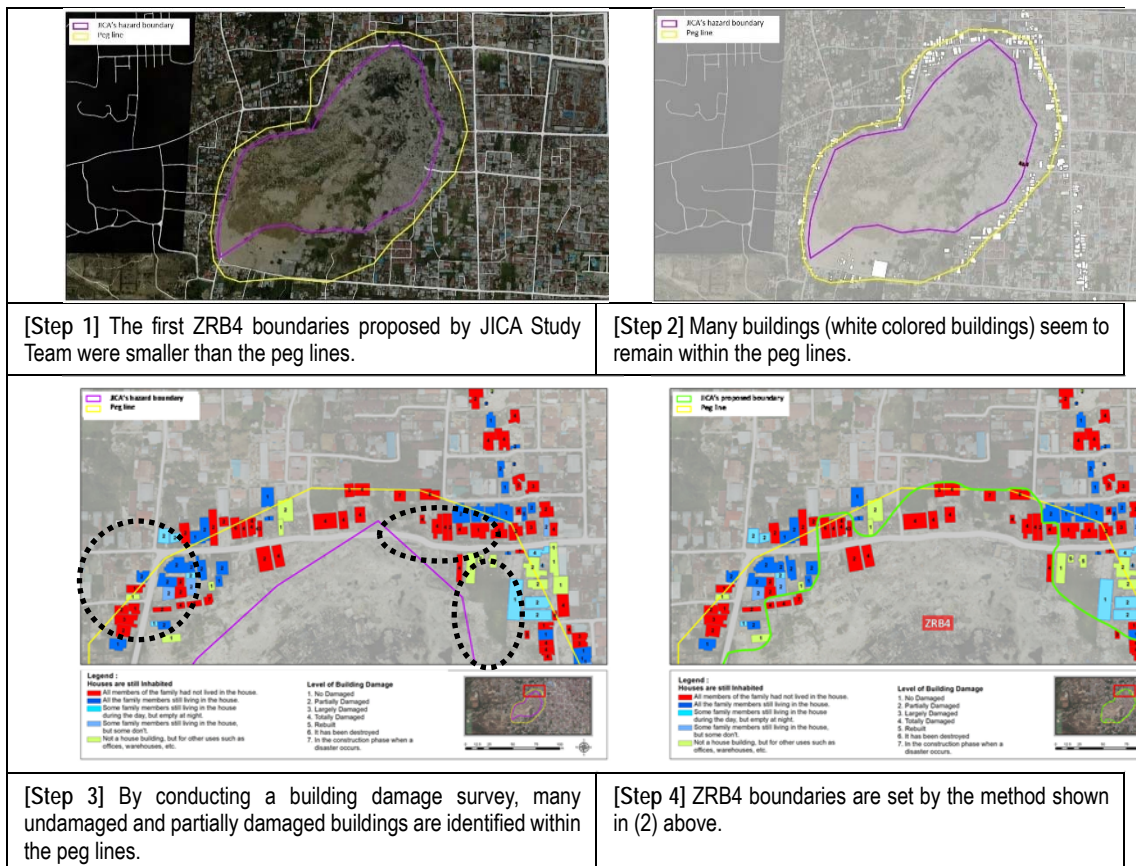 JICA's hazard boundary
Peg line
JICA's hazard boundary
Peg line
[Step 1] The first ZRB4 boundaries proposed by JICA Study
Team were smaller than the peg lines.
[Step 2] Many buildings (white colored buildings) seem to
remain within the peg lines.
JICA's hazard boundary
Peg line
Legend :
Houses are still Inhabited
All members of the family had not lived in the house.
All the family members still living in the house.
Some family members still living in the house
during the day, but empty at night.
Some family members still living in the house,
but some don't.
Not a house building, but for other uses such as
offices, warehouses, etc.
Level of Building Damage
1. No Damaged
2. Partially Damaged
3. Largely Damaged
4. Totally Damaged
5. Rebuilt
6. It has been destroyed
7. In the construction phase when a
disaster occurs.
JICA's proposed boundary
Peg line
ZRB4
Legend :
Houses are still Inhabited
All members of the family had not lived in the house.
All the family members still living in the house.
Some family members still living in the house
during the day, but empty at night.
Some family members still living in the house,
but some don't.
Not a house building, but for other uses such as
offices, warehouses, etc.
Level of Building Damage
1. No Damaged
2. Partially Damaged
3. Largely Damaged
4. Totally Damaged
5. Rebuilt
6. It has been destroyed
7. In the construction phase when a
disaster occurs.
[Step 3] By conducting a building damage survey, many
undamaged and partially damaged buildings are identified within
the peg lines.
[Step 4] ZRB4 boundaries are set by the method shown
in (2) above.